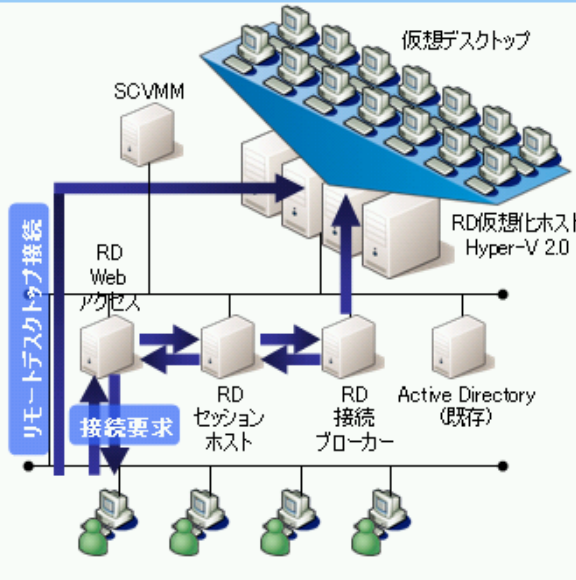 仮想デスクトップ
SCVMM
RD仮想化ホスト
Hyper-V 2.0
リモートデスクトップ接続
RD
Web
アクセス
接続要求
RD
セッション
ホスト
RD
接続
ブローカー
Active Directory
(既存)